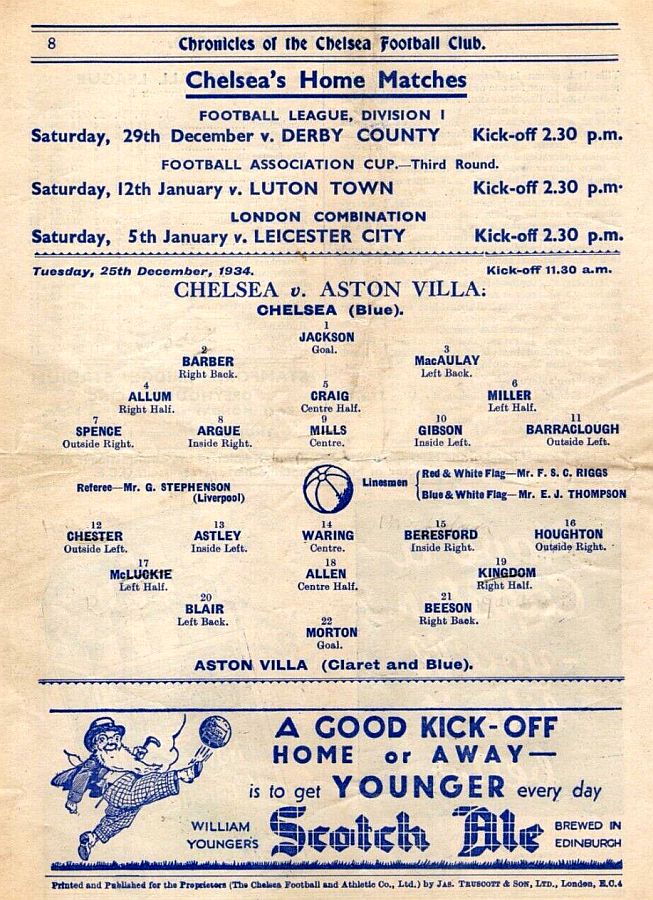 8
Chronicles of the Chelsea Football Club.
Chelsea's Home Matches
FOOTBALL LEAGUE, DIVISION I
Saturday, 29th December v. DERBY COUNTY Kick-off 2.30 p.m.
FOOTBALL ASSOCIATION CUP.—Third Round.
Saturday, 12th January v. LUTON TOWN Kick-off 2.30 p.m.
LONDON COMBINATION
Saturday, 5th January v. LEICESTER CITY Kick-off 2.30 p.m.
Tuesday, 25th December, 1934. Kick-off 11.30 a.m.
CHELSEA v. ASTON VILLA:
CHELSEA (Blue).
1
JACKSON
Goal.
2 3
BARBER MacAULAY
Right Back. Left Back.
4 5 6
ALLUM CRAIG MILLER
Right Half. Centre Half. Left Half.
7 8 9 10 11
SPENCE ARGUE MILLS GIBSON BARRACLOUGH
Outside Right. Inside Right. Centre. Inside Left. Outside Left.
Referee—Mr. G. STEPHENSON
(Liverpool)
Linesmen
Red & White Flag—Mr. F. S. C. RIGGS
Blue & White Flag—Mr. E. J. THOMPSON
12 13 14 15 16
CHESTER ASTLEY WARING BERESFORD HOUGHTON
Outside Left. Inside Left. Centre. Inside Right. Outside Right.
17 18 19
McLUCKIE ALLEN KINGDOM
Left Half. Centre Half. Right Half.
20 21
BLAIR BEESON
Left Back. Right Back.
22
MORTON
Goal.
ASTON VILLA (Claret and Blue).
A GOOD KICK-OFF
HOME or AWAY—
is to get YOUNGER every day
WILLIAM YOUNGER'S Scotch Ale BREWED IN EDINBURGH
Printed and Published for the Proprietors (The Chelsea Football and Athletic Co., Ltd.) by JAS. TRUSCOTT & SON, LTD., London, E.C.4